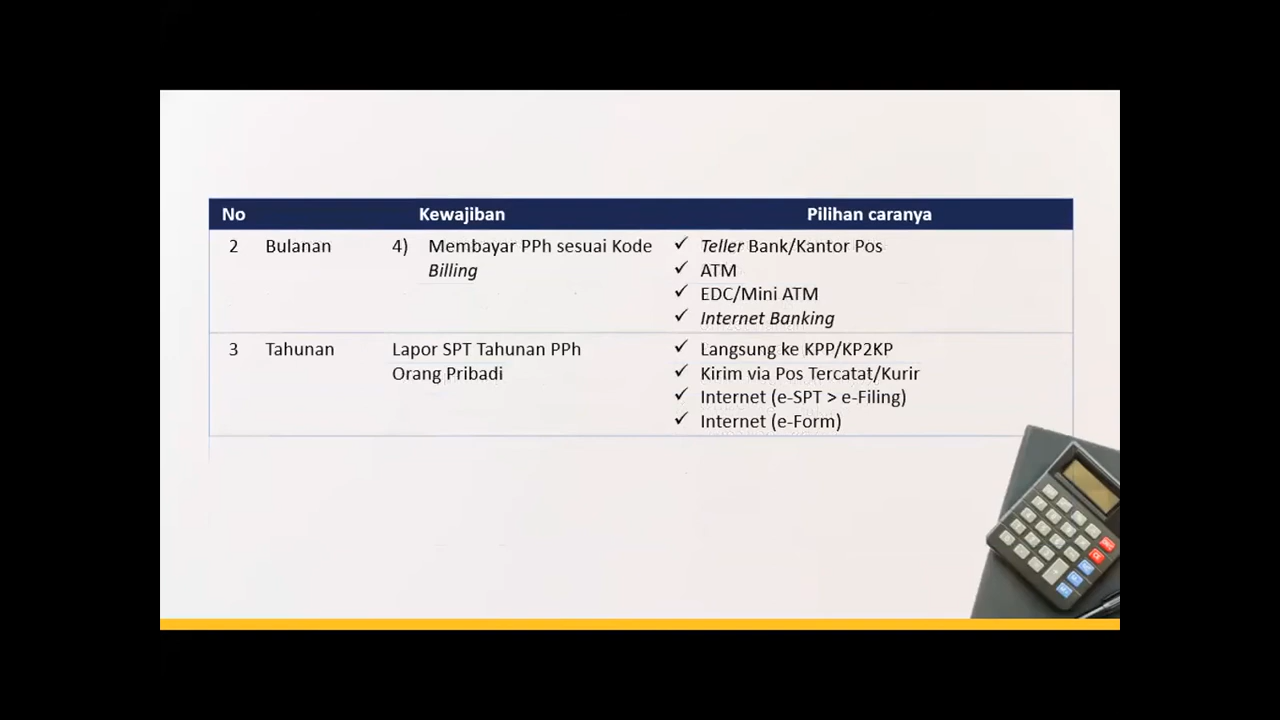 No Kewajiban Pilihan caranya
2 Bulanan 4) Membayar PPh sesuai Kode Billing
✓ Teller Bank/Kantor Pos
✓ ATM
✓ EDC/Mini ATM
✓ Internet Banking
3 Tahunan Lapor SPT Tahunan PPh
Orang Pribadi
✓ Langsung ke KPP/KP2KP
✓ Kirim via Pos Tercatat/Kurir
✓ Internet (e-SPT > e-Filing)
✓ Internet (e-Form)